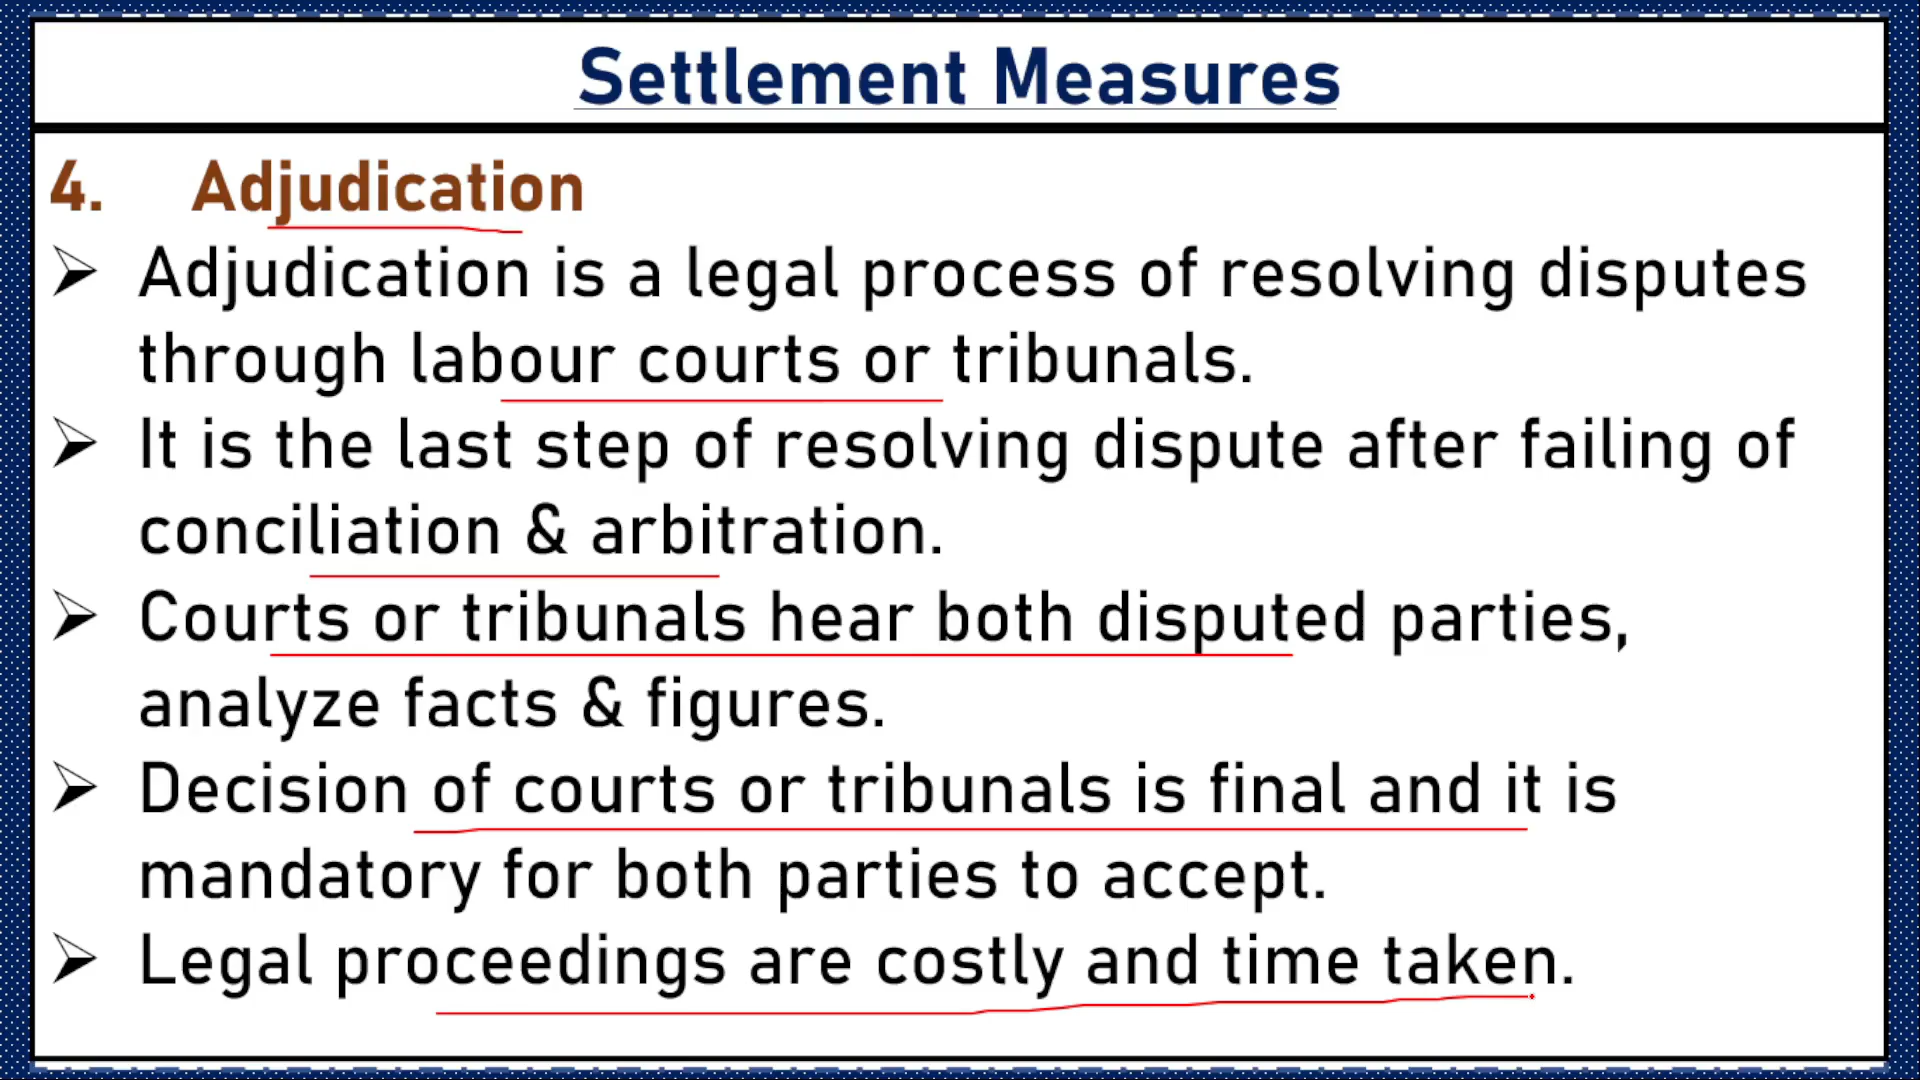 Settlement Measures
4. Adjudication
➢ Adjudication is a legal process of resolving disputes
through labour courts or tribunals.
➢ It is the last step of resolving dispute after failing of
conciliation & arbitration.
➢ Courts or tribunals hear both disputed parties,
analyze facts & figures.
➢ Decision of courts or tribunals is final and it is
mandatory for both parties to accept.
➢ Legal proceedings are costly and time taken.